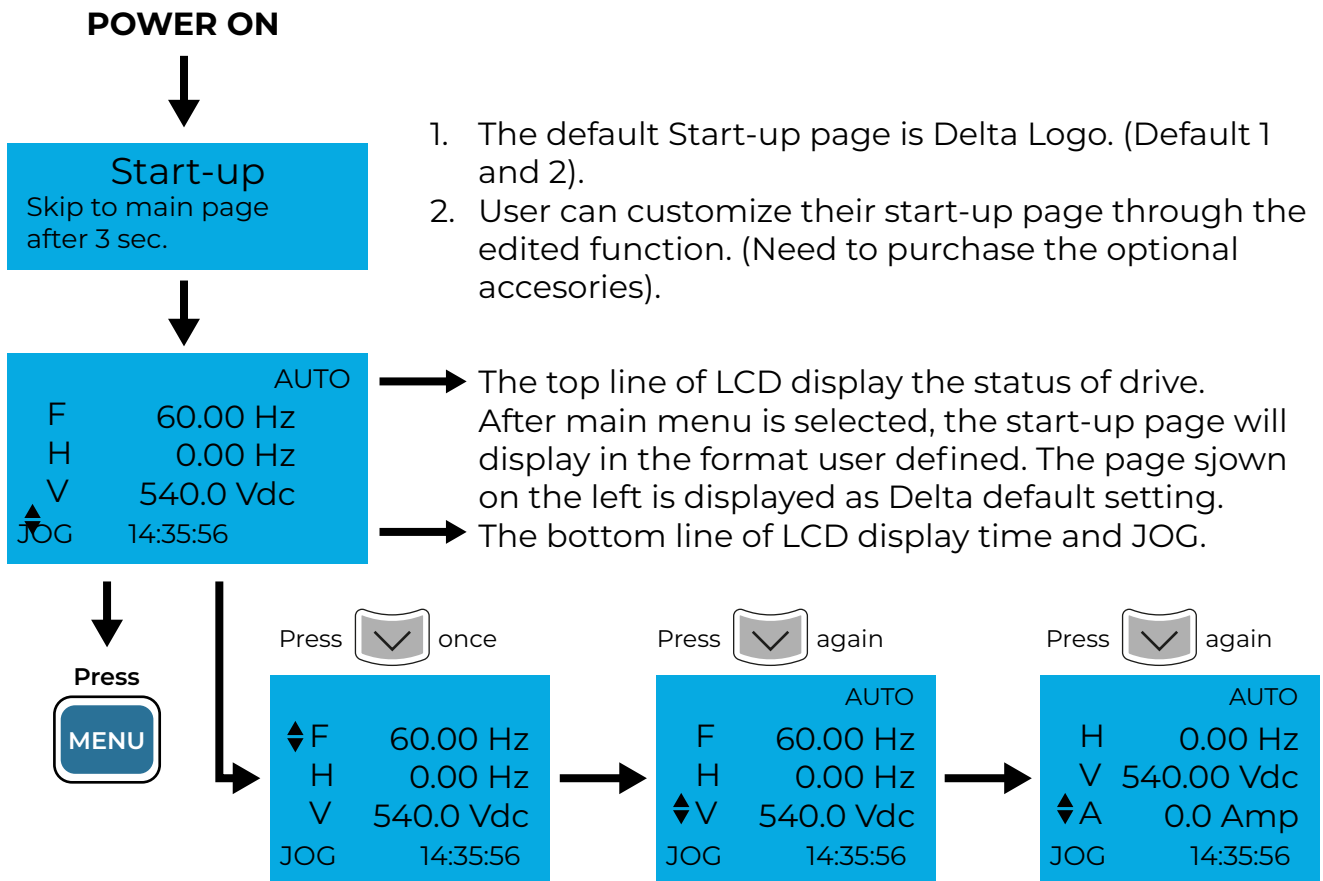 POWER ON
Start-up
Skip to main page
after 3 sec.
1. The default Start-up page is Delta Logo. (Default 1
and 2).
2. User can customize their start-up page through the
edited function. (Need to purchase the optional
accesories).
AUTO
F 60.00 Hz
H 0.00 Hz
V 540.0 Vdc
JOG 14:35:56
The top line of LCD display the status of drive.
After main menu is selected, the start-up page will
display in the format user defined. The page sjown
on the left is displayed as Delta default setting.
The bottom line of LCD display time and JOG.
Press
MENU
Press once
F 60.00 Hz
H 0.00 Hz
V 540.0 Vdc
JOG 14:35:56
Press again
AUTO
F 60.00 Hz
H 0.00 Hz
V 540.0 Vdc
JOG 14:35:56
Press again
AUTO
H 0.00 Hz
V 540.00 Vdc
A 0.0 Amp
JOG 14:35:56